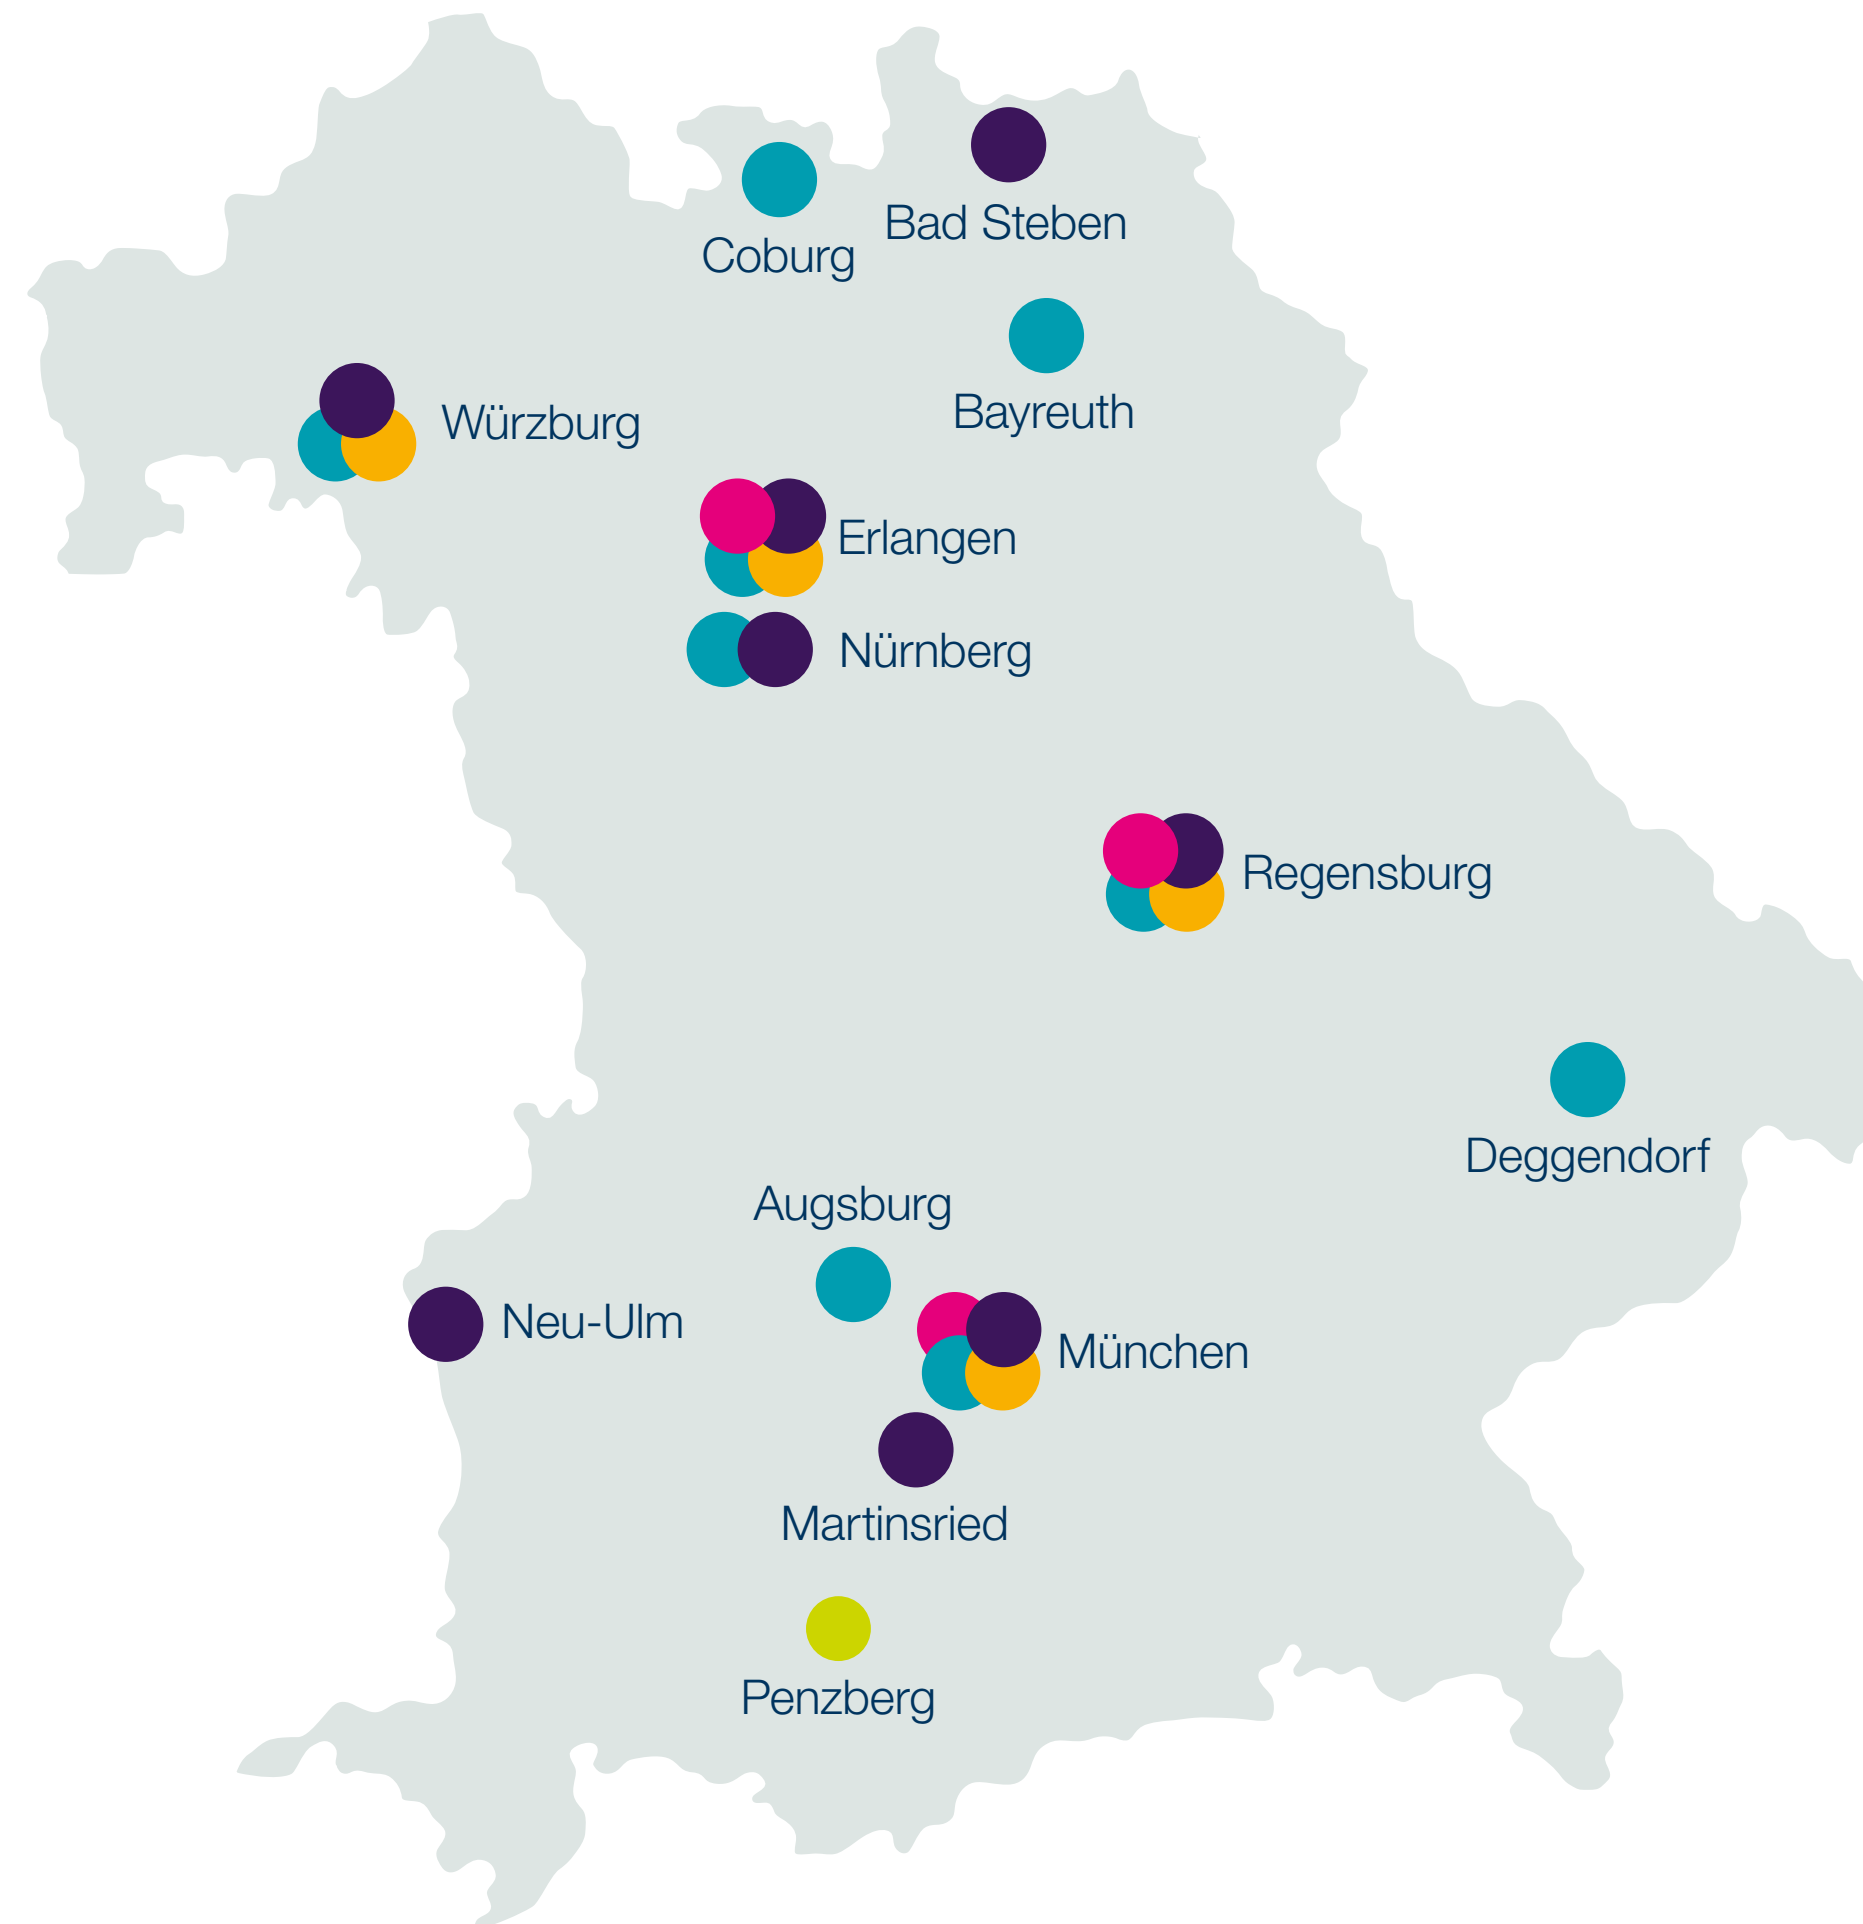 Bad Steben
Coburg
Bayreuth
Würzburg
Erlangen
Nürnberg
Regensburg
Deggendorf
Augsburg
Neu-Ulm
München
Martinsried
Penzberg